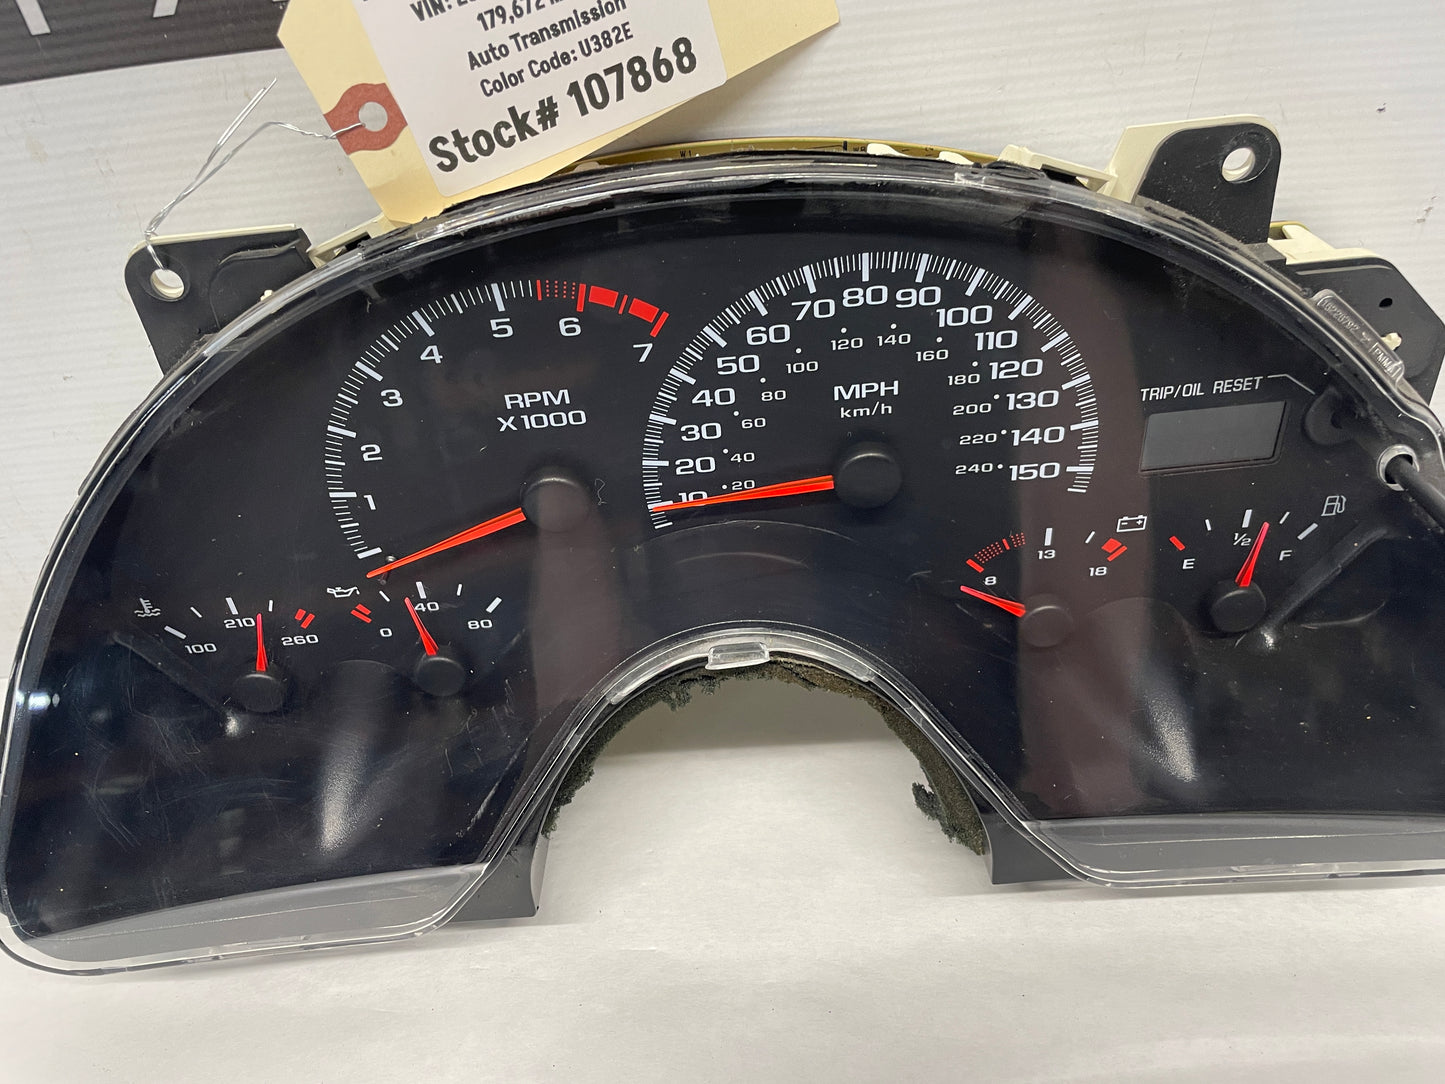 VIN:
179,672
Auto Transmission
Color Code: U382E
Stock# 107868
1 2 3 4 5 6 7
RPM
X1000
10 20 30 40 50 60 70 80 90 100 110 120 130 140 150
20 40 60 80 100 120 140 160 180 200 220 240
MPH
km/h
TRIP/OIL RESET
100 210 260
0 40 80
8 13 18
E 1/2 F